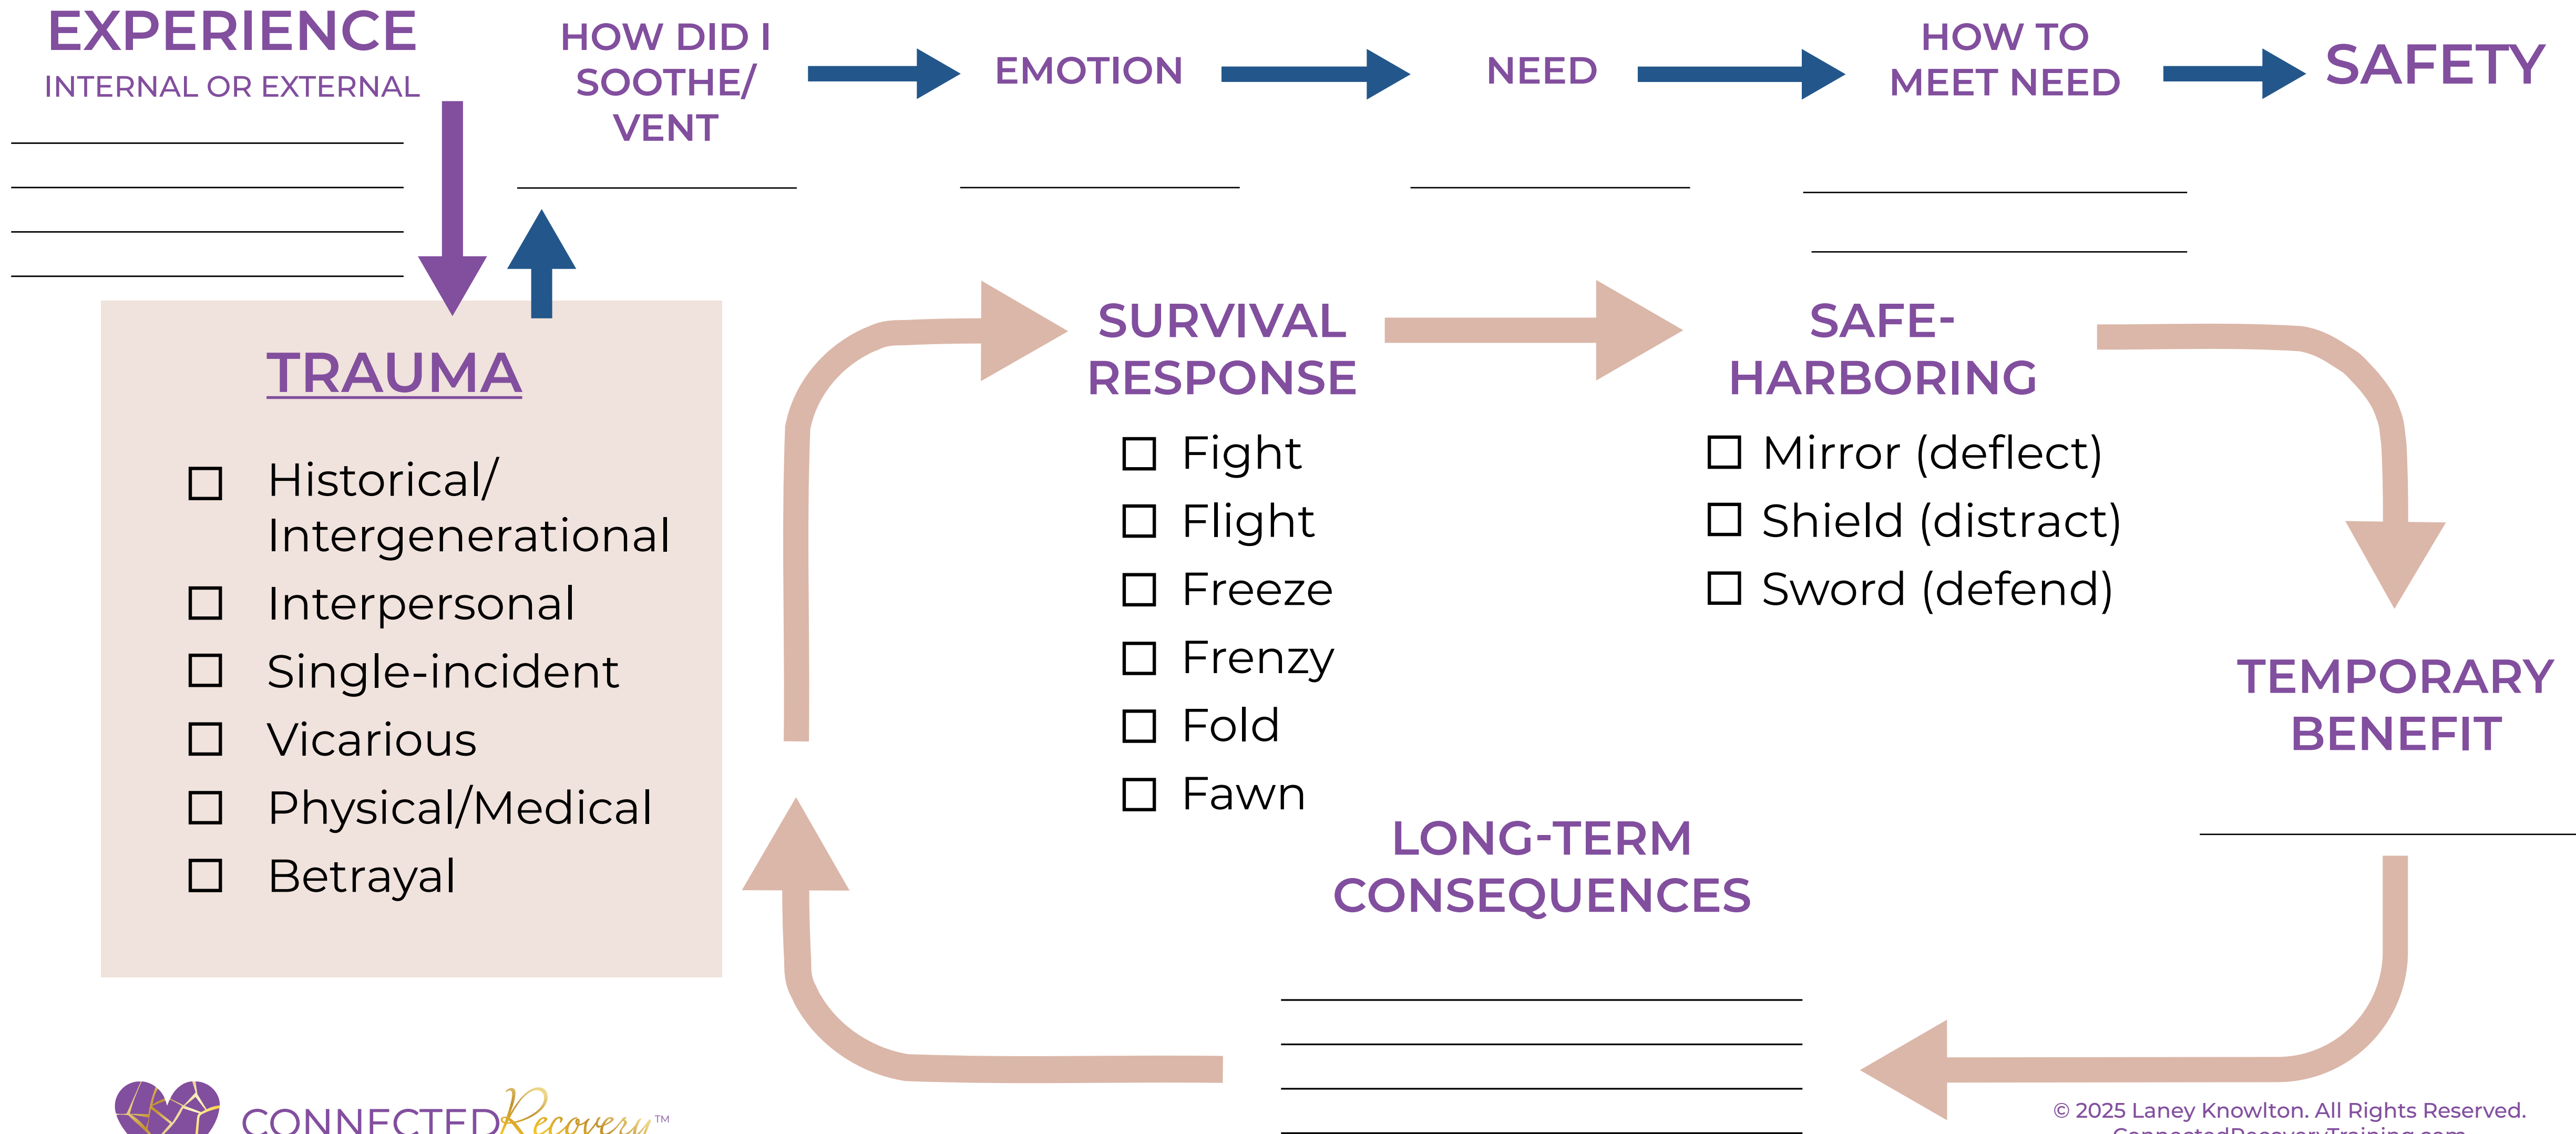 EXPERIENCE
INTERNAL OR EXTERNAL
HOW DID I
SOOTHE/
VENT
EMOTION
NEED
HOW TO
MEET NEED
SAFETY
TRAUMA
Historical/
Intergenerational
Interpersonal
Single-incident
Vicarious
Physical/Medical
Betrayal
SURVIVAL
RESPONSE
Fight
Flight
Freeze
Frenzy
Fold
Fawn
SAFE-
HARBORING
Mirror (deflect)
Shield (distract)
Sword (defend)
TEMPORARY
BENEFIT
LONG-TERM
CONSEQUENCES
CONNECTED Recovery™
© 2025 Laney Knowlton. All Rights Reserved.
ConnectedRecoveryTraining.com